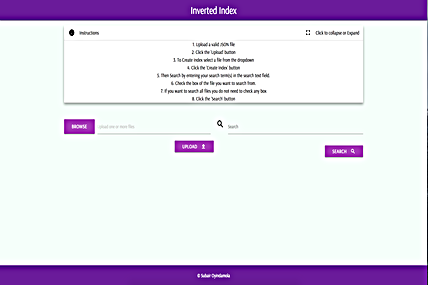 Inverted Index
Instructions
Click to collapse or Expand
1. Upload a valid JSON file
2. Click the 'Upload' button
3. To Create Index select a file from the dropdown
4. Click the 'Create Index' button
5. Then Search by entering your search term(s) in the search text field.
6. Check the box of the file you want to search from.
7. If you want to search all files you do not need to check any box.
8. Click the 'Search' button
BROWSE
Upload one or more files
Search
UPLOAD
SEARCH
© Subair Oyindamola